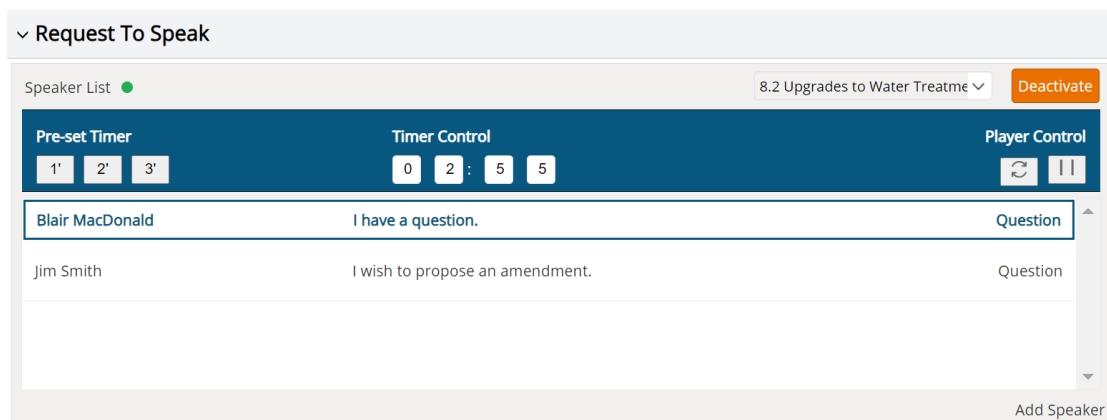 Request To Speak
Speaker List 8.2 Upgrades to Water Treatme Deactivate
Pre-set Timer Timer Control Player Control
1' 2' 3' 0 2 : 5 5
Blair MacDonald I have a question. Question
Jim Smith I wish to propose an amendment. Question
Add Speaker